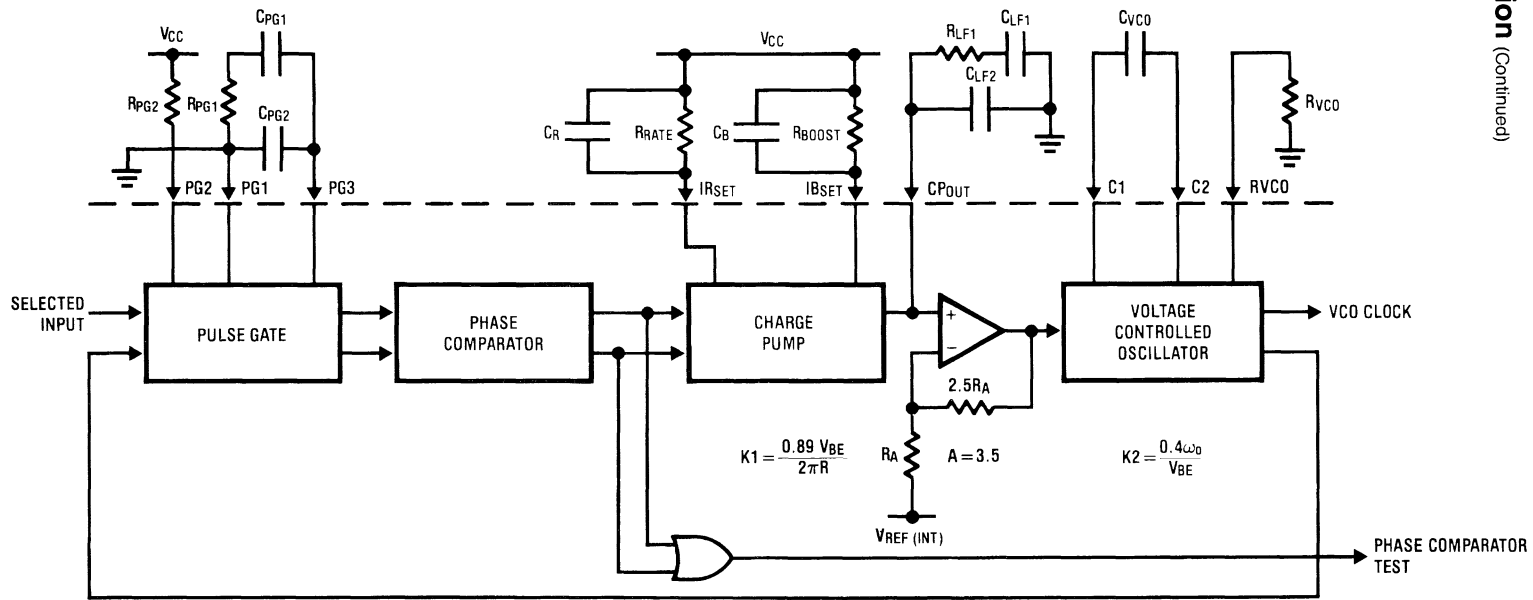 ion (Continued)
CPG1
VCC
RPG2
RPG1
CPG2
PG2
PG1
PG3
VCC
CR
RRATE
CB
RBOOST
IRSET
IBSET
RLF1
CLF1
CLF2
CPOUT
CVCO
C1
C2
RVCO
RVCO
SELECTED
INPUT
PULSE GATE
PHASE
COMPARATOR
CHARGE
PUMP
+
−
2.5RA
RA
A = 3.5
VREF (INT)
K1 = 0.89 VBE / 2πR
K2 = 0.4ω0 / VBE
VOLTAGE
CONTROLLED
OSCILLATOR
VCO CLOCK
PHASE COMPARATOR
TEST